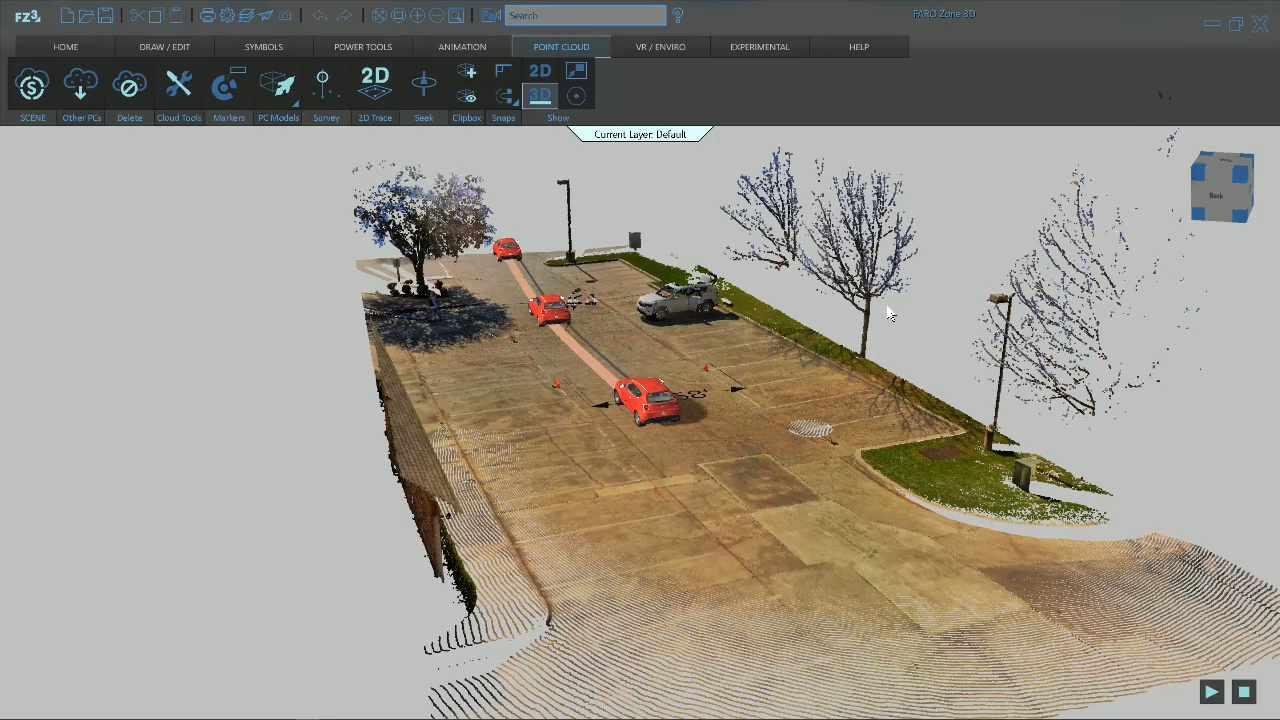 FZ3
Search
?
FARO Zone 3D
HOME
DRAW / EDIT
SYMBOLS
POWER TOOLS
ANIMATION
POINT CLOUD
VR / ENVIRO
EXPERIMENTAL
HELP
S
2D
2D
3D
SCENE
Other PCs
Delete
Cloud Tools
Markers
PC Models
Survey
2D Trace
Seek
Clipbox
Snaps
Show
Current Layer: Default
Back